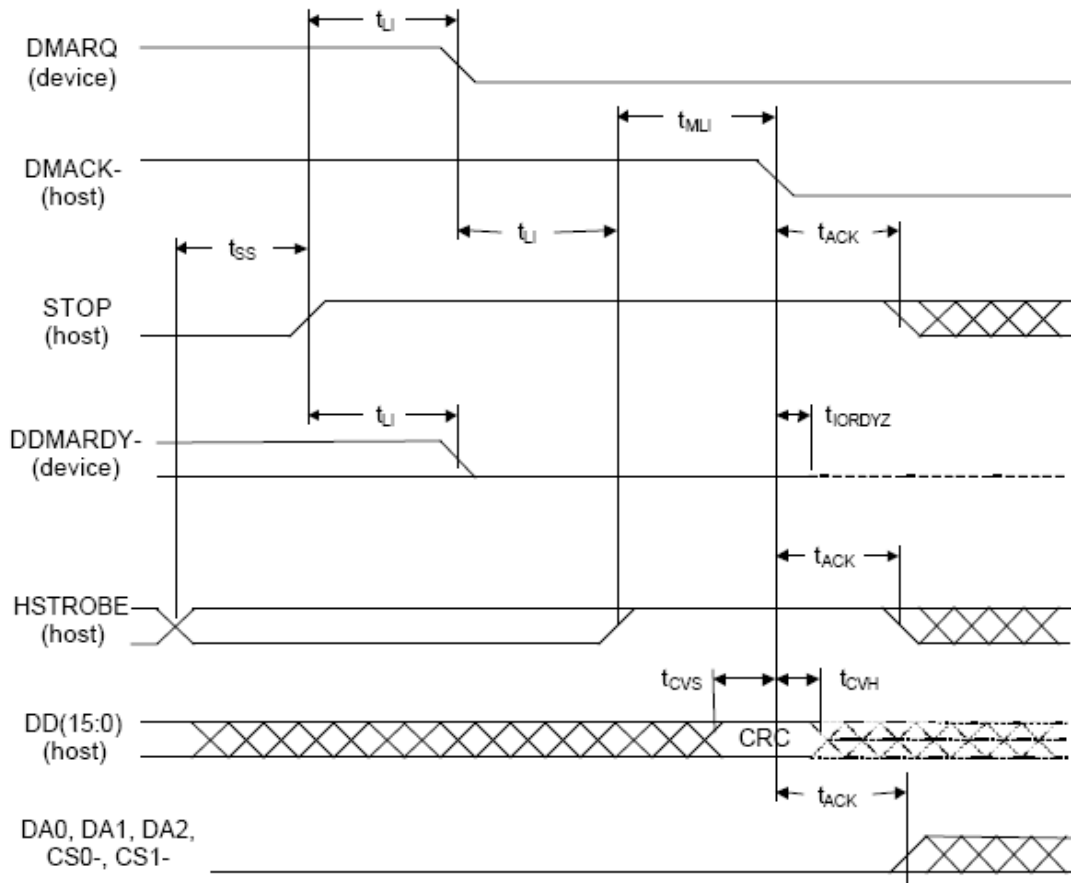 tLI
DMARQ
(device)
tMLI
DMACK-
(host)
tSS
tLI
tACK
STOP
(host)
tLI
tIORDYZ
DDMARDY-
(device)
tACK
HSTROBE
(host)
tCVS
tCVH
DD(15:0)
(host)
CRC
tACK
DA0, DA1, DA2,
CS0-, CS1-